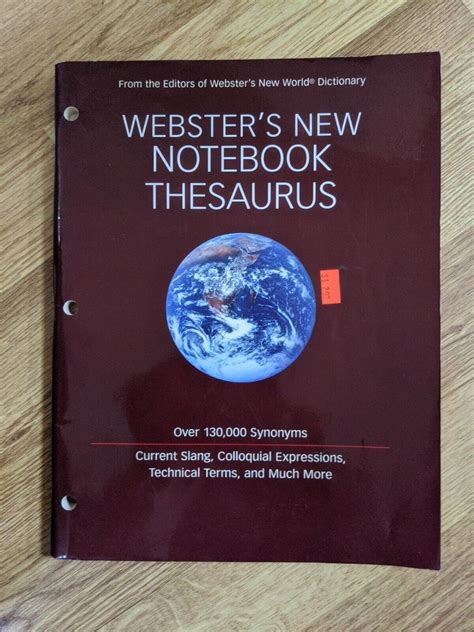 From the Editors of Webster's New World® Dictionary
WEBSTER'S NEW
NOTEBOOK
THESAURUS
Over 130,000 Synonyms
Current Slang, Colloquial Expressions,
Technical Terms, and Much More